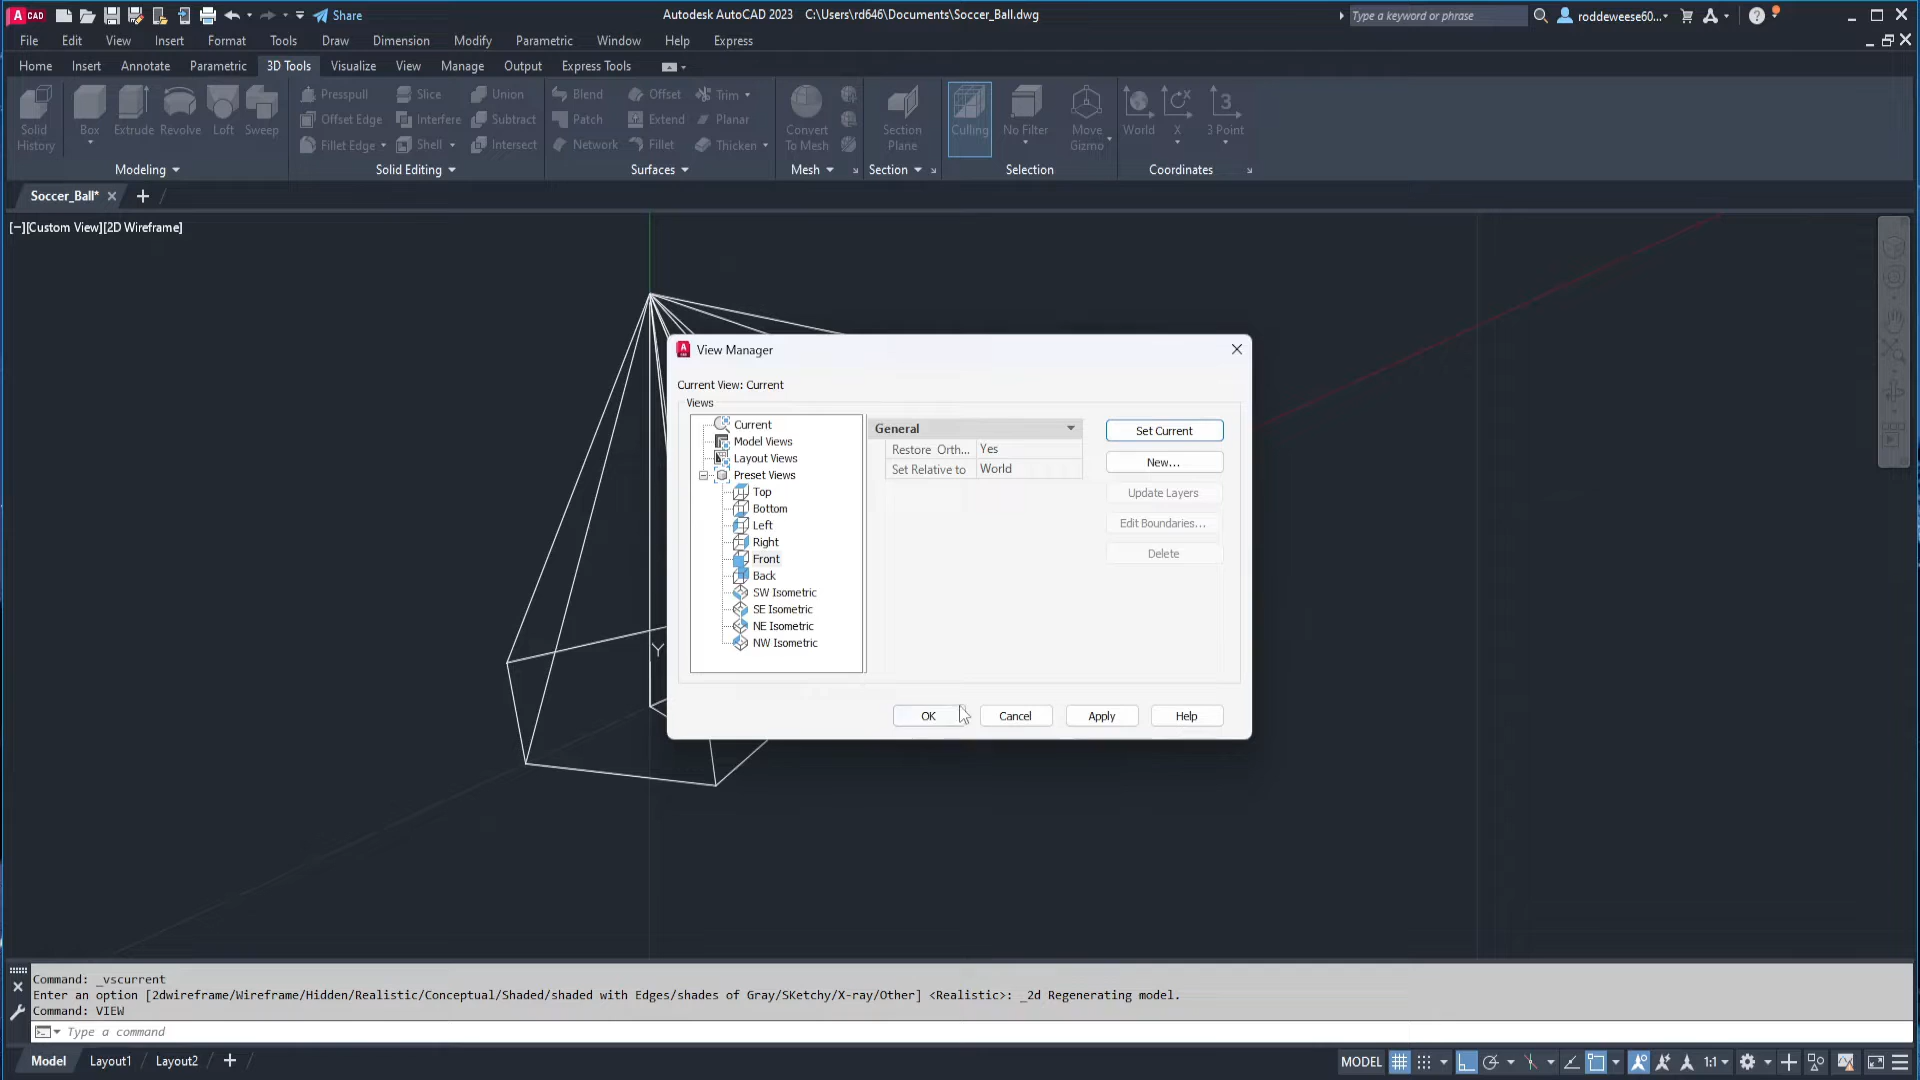 CAD Share Autodesk AutoCAD 2023 C:\Users\rd646\Documents\Soccer_Ball.dwg Type a keyword or phrase roddeweese60...
File Edit View Insert Format Tools Draw Dimension Modify Parametric Window Help Express
Home Insert Annotate Parametric 3D Tools Visualize View Manage Output Express Tools
Presspull Slice Union Blend Offset Trim
Solid History Box Extrude Revolve Loft Sweep Offset Edge Interfere Subtract Patch Extend Planar Convert To Mesh Section Plane Culling No Filter Move Gizmo World X 3 Point
Fillet Edge Shell Intersect Network Fillet Thicken
Modeling Solid Editing Surfaces Mesh Section Selection Coordinates
Soccer_Ball*
[−][Custom View][2D Wireframe]
View Manager
Current View: Current
Views
Current
Model Views
Layout Views
Preset Views
Top
Bottom
Left
Right
Front
Back
SW Isometric
SE Isometric
NE Isometric
NW Isometric
General
Restore Orth... Yes
Set Relative to World
Set Current
New...
Update Layers
Edit Boundaries...
Delete
Y
OK Cancel Apply Help
Command: _vscurrent
Enter an option [2dwireframe/Wireframe/Hidden/Realistic/Conceptual/Shaded/shaded with Edges/shades of Gray/SKetchy/X-ray/Other] <Realistic>: _2d Regenerating model.
Command: VIEW
Type a command
Model Layout1 Layout2 + MODEL 1:1